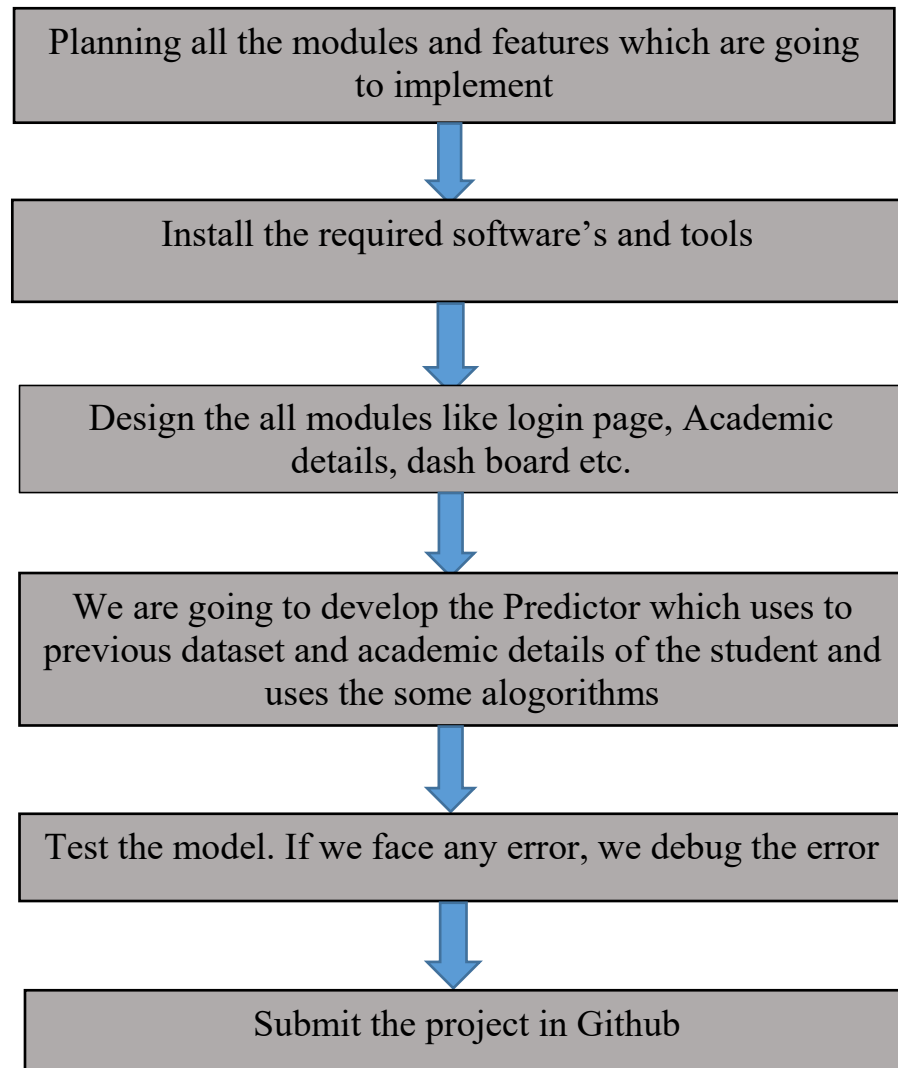 Planning all the modules and features which are going
to implement
Install the required software’s and tools
Design the all modules like login page, Academic
details, dash board etc.
We are going to develop the Predictor which uses to
previous dataset and academic details of the student and
uses the some alogorithms
Test the model. If we face any error, we debug the error
Submit the project in Github